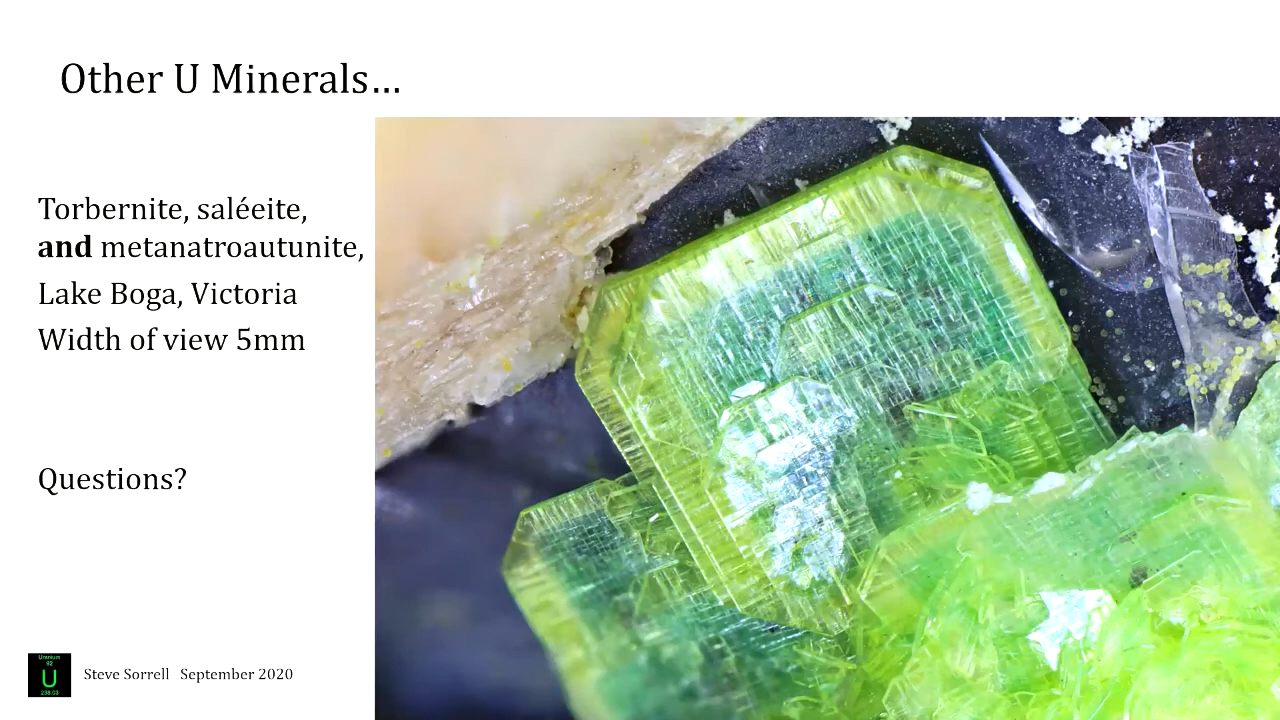 Other U Minerals…
Torbernite, saléeite,
and metanatroautunite,
Lake Boga, Victoria
Width of view 5mm
Questions?
Uranium
92
U
238.03
Steve Sorrell September 2020